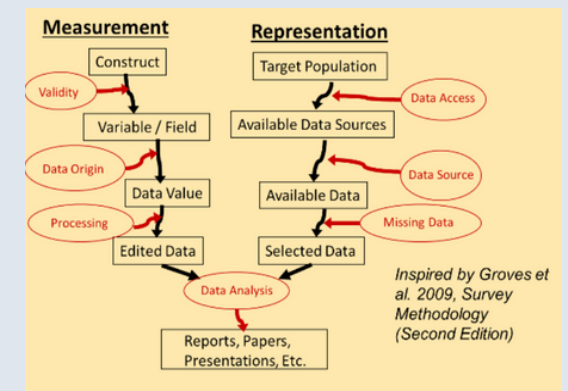 Measurement
Representation
Construct
Target Population
Validity
Data Access
Variable / Field
Available Data Sources
Data Origin
Data Source
Data Value
Available Data
Processing
Missing Data
Edited Data
Selected Data
Data Analysis
Inspired by Groves et
al. 2009, Survey
Methodology
(Second Edition)
Reports, Papers,
Presentations, Etc.